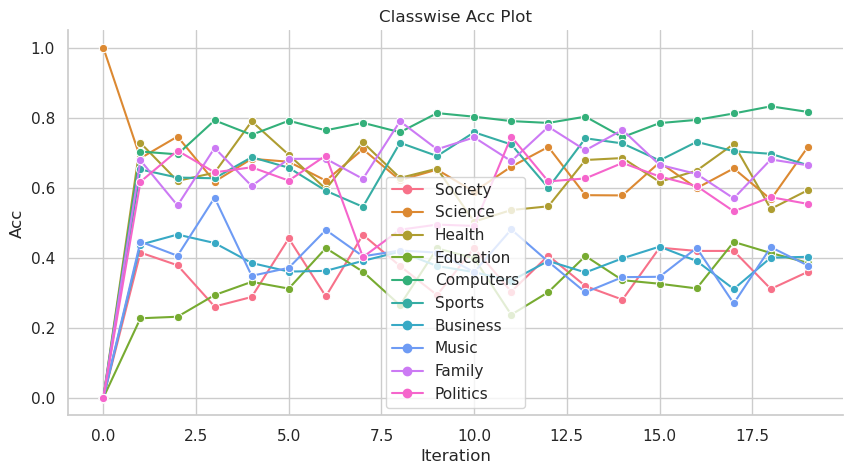 Classwise Acc Plot
1.0
0.8
0.6
0.4
0.2
0.0
Acc
Society
Science
Health
Education
Computers
Sports
Business
Music
Family
Politics
0.0 2.5 5.0 7.5 10.0 12.5 15.0 17.5
Iteration